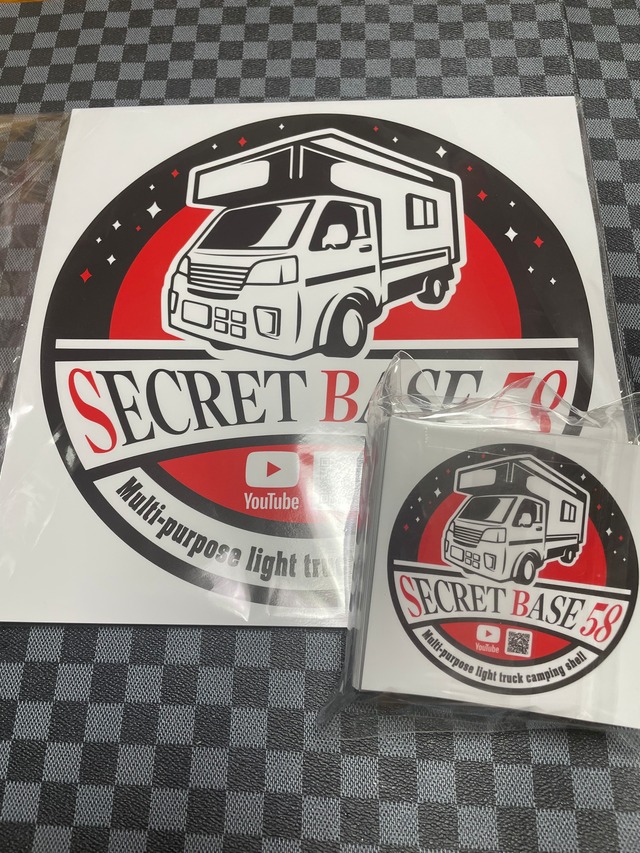 SECRET BASE 58
YouTube
Multi-purpose light
SECRET BASE 58
YouTube
Multi-purpose light truck camping shell